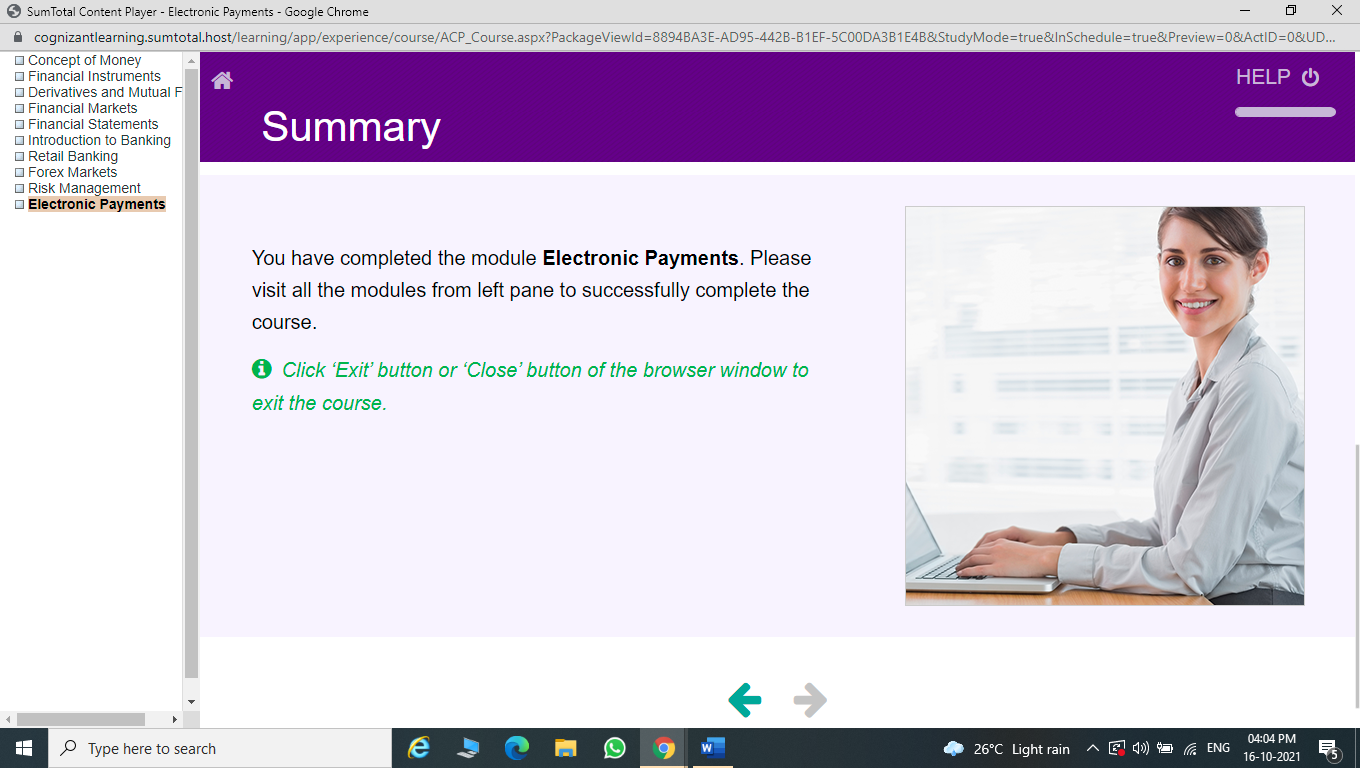 SumTotal Content Player - Electronic Payments - Google Chrome
cognizantlearning.sumtotal.host/learning/app/experience/course/ACP_Course.aspx?PackageViewId=8894BA3E-AD95-442B-B1EF-5C00DA3B1E4B&StudyMode=true&InSchedule=true&Preview=0&ActID=0&UD...
Concept of Money
Financial Instruments
Derivatives and Mutual F
Financial Markets
Financial Statements
Introduction to Banking
Retail Banking
Forex Markets
Risk Management
Electronic Payments
HELP
Summary
You have completed the module Electronic Payments. Please
visit all the modules from left pane to successfully complete the
course.
Click ‘Exit’ button or ‘Close’ button of the browser window to
exit the course.
Type here to search
W
26°C Light rain
ENG
04:04 PM
16-10-2021
5